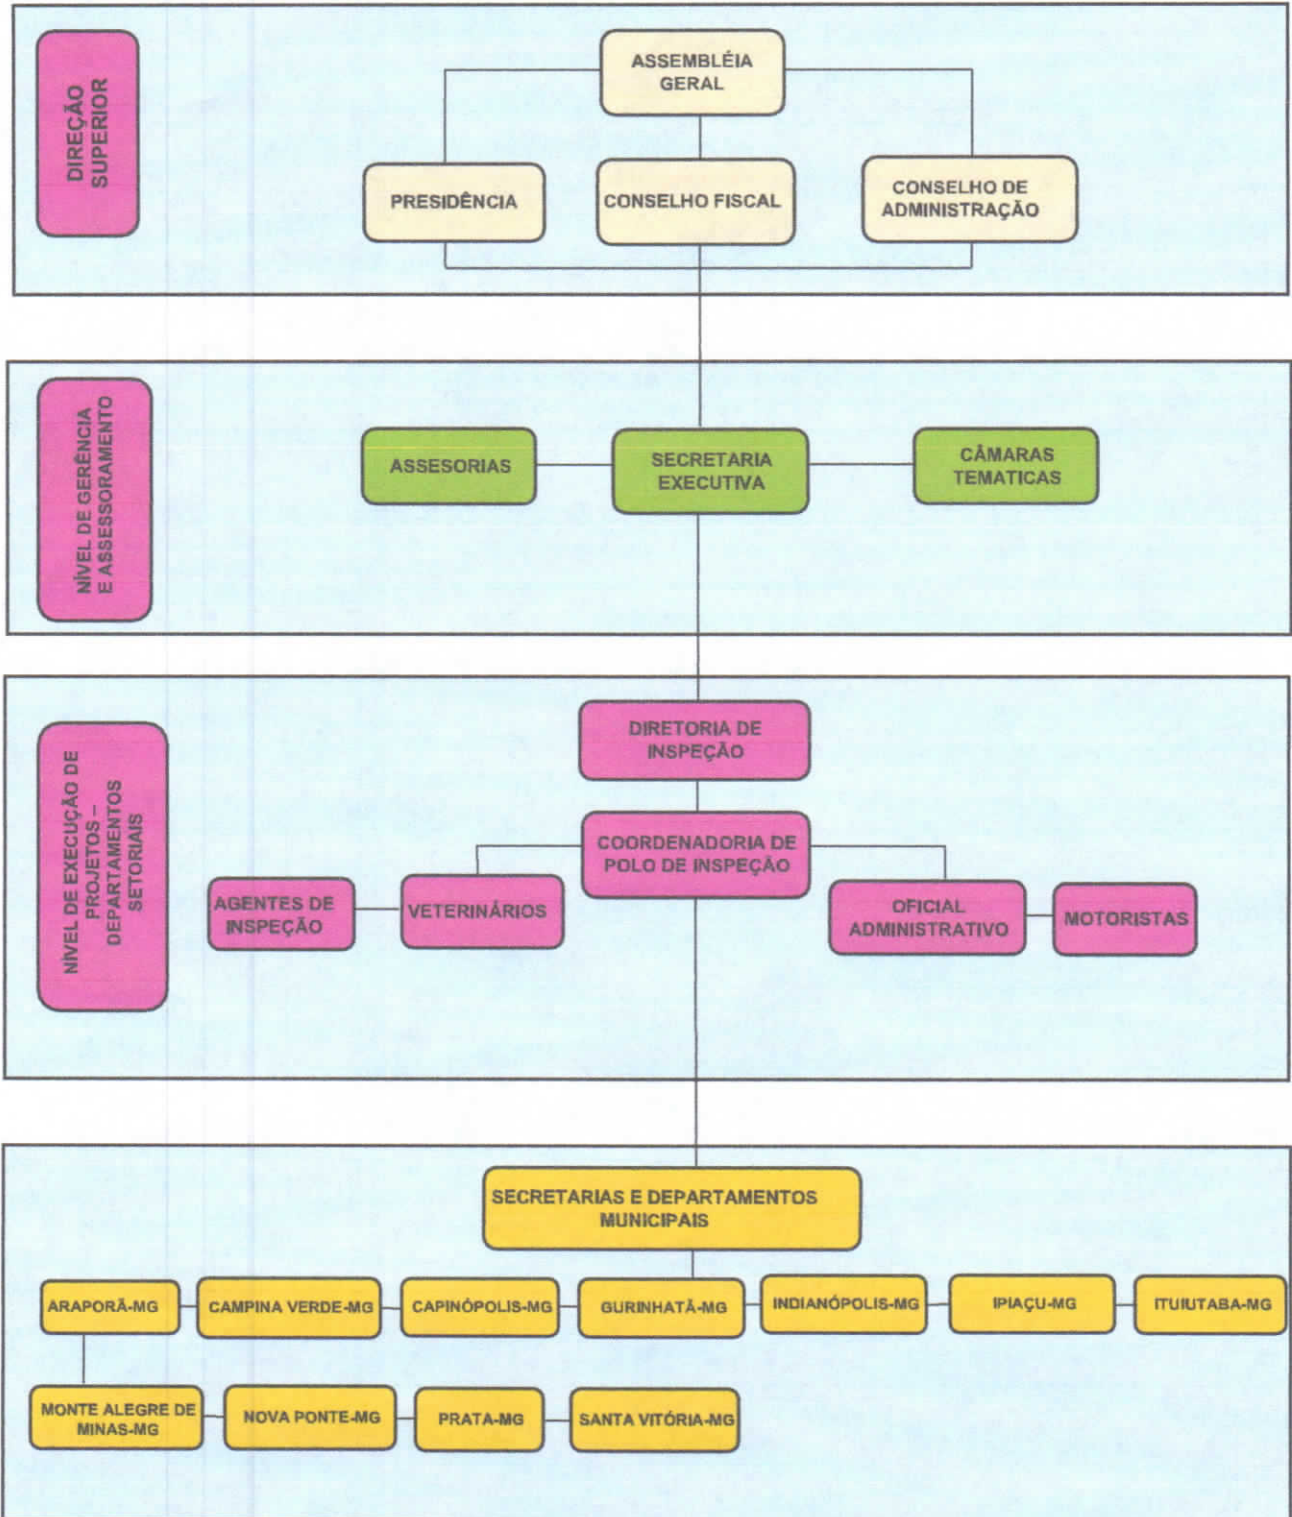 DIREÇÃO
SUPERIOR
ASSEMBLÉIA
GERAL
PRESIDÊNCIA
CONSELHO FISCAL
CONSELHO DE
ADMINISTRAÇÃO
NÍVEL DE GERÊNCIA
E ASSESSORAMENTO
ASSESORIAS
SECRETARIA
EXECUTIVA
CÂMARAS
TEMATICAS
NÍVEL DE EXECUÇÃO DE
PROJETOS –
DEPARTAMENTOS
SETORIAIS
DIRETORIA DE
INSPEÇÃO
COORDENADORIA DE
POLO DE INSPEÇÃO
AGENTES DE
INSPEÇÃO
VETERINÁRIOS
OFICIAL
ADMINISTRATIVO
MOTORISTAS
SECRETARIAS E DEPARTAMENTOS
MUNICIPAIS
ARAPORÃ-MG
CAMPINA VERDE-MG
CAPINÓPOLIS-MG
GURINHATÃ-MG
INDIANÓPOLIS-MG
IPIAÇU-MG
ITUIUTABA-MG
MONTE ALEGRE DE
MINAS-MG
NOVA PONTE-MG
PRATA-MG
SANTA VITÓRIA-MG